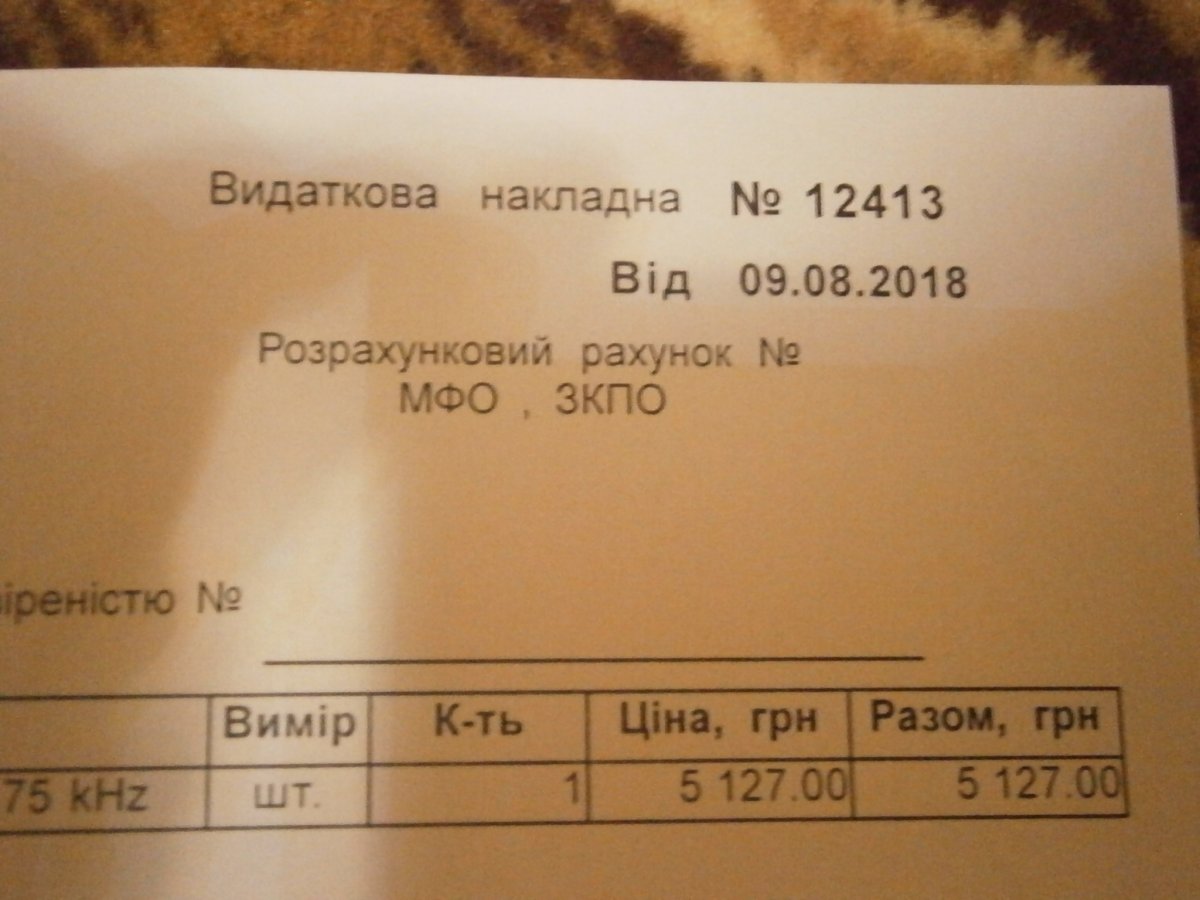 Видаткова накладна № 12413
Від 09.08.2018
Розрахунковий рахунок №
МФО , ЗКПО
віреністю №
Вимір К-ть Ціна, грн Разом, грн
75 kHz шт. 1 5 127.00 5 127.00